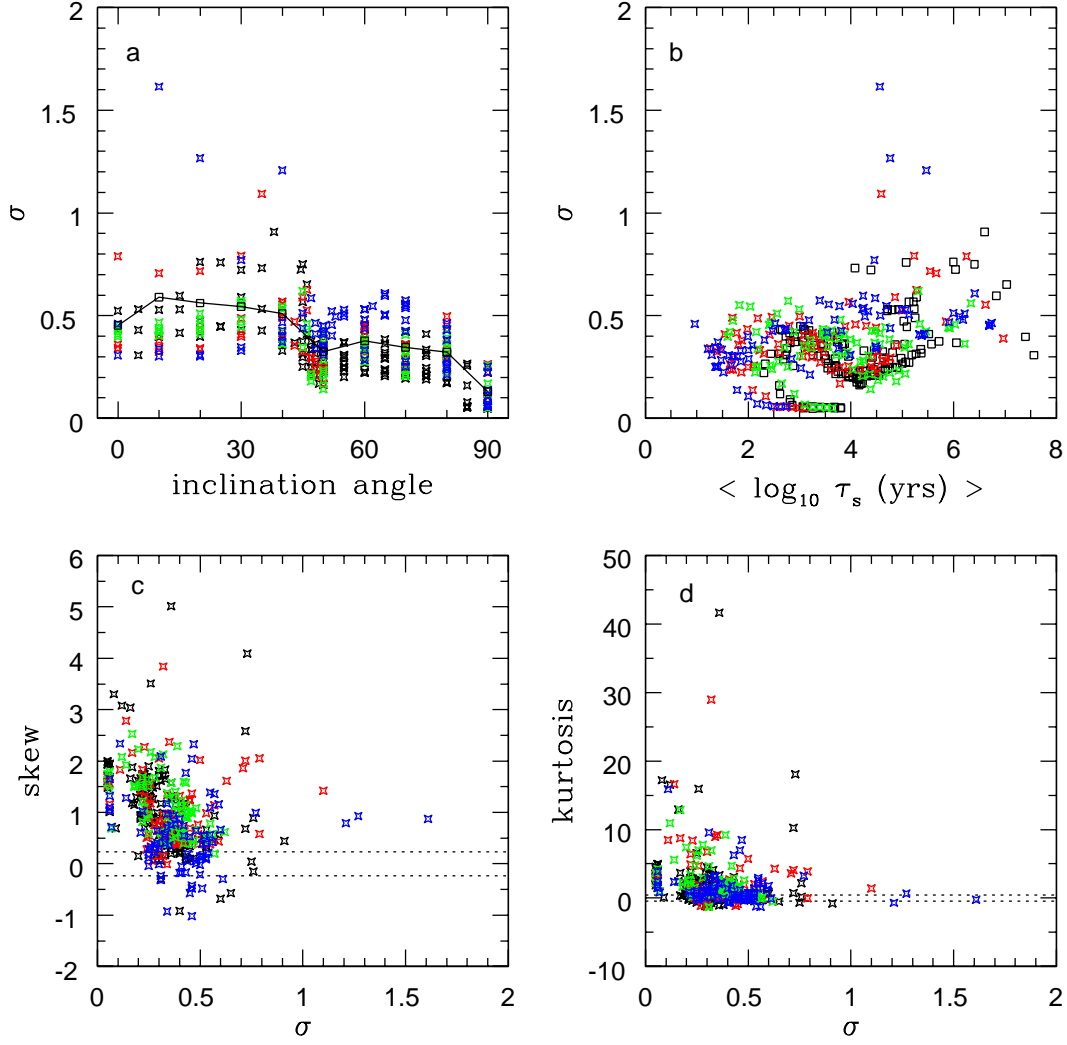 2
1.5
1
0.5
0
σ
a
0 30 60 90
inclination angle
2
1.5
1
0.5
0
σ
b
0 2 4 6 8
< log₁₀ τₛ (yrs) >
6
5
4
3
2
1
0
-1
-2
skew
c
0 0.5 1 1.5 2
σ
50
40
30
20
10
0
-10
kurtosis
d
0 0.5 1 1.5 2
σ